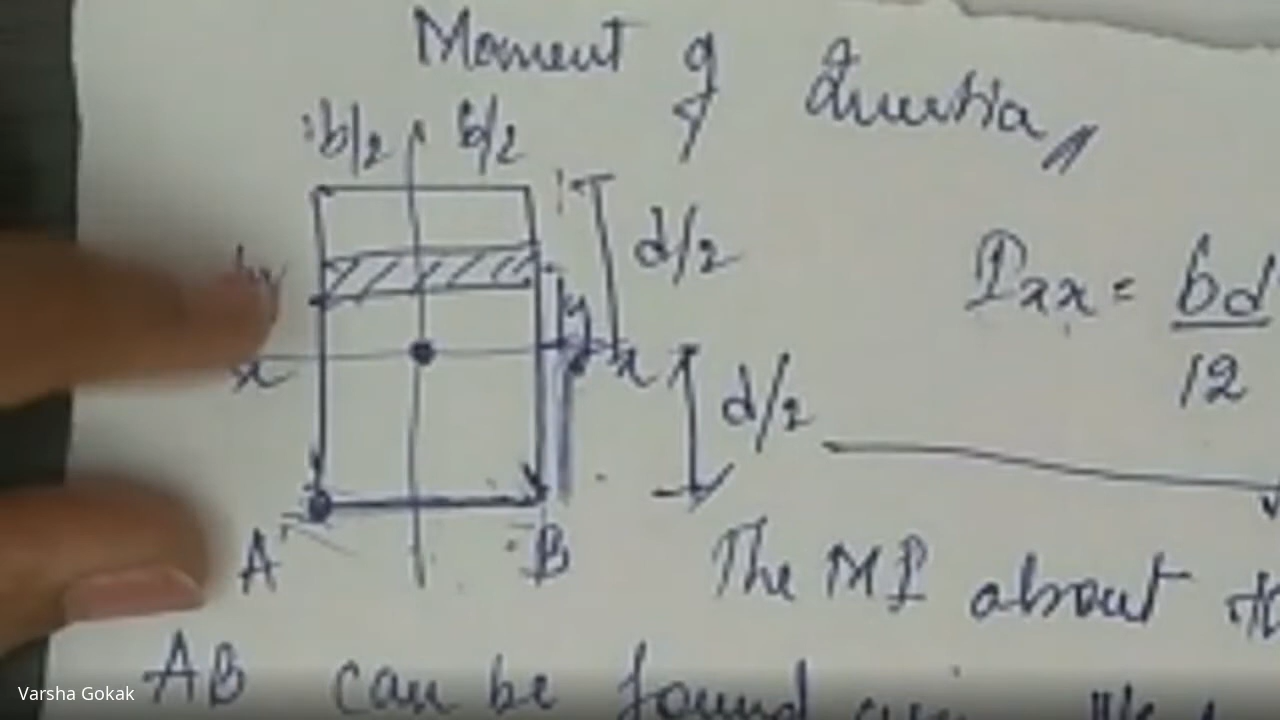 Moment of Inertia
b/2 b/2
d/2
dy
y
Ixx = bd
12
x x
d/2
A B
The MI about
AB can be found
Varsha Gokak